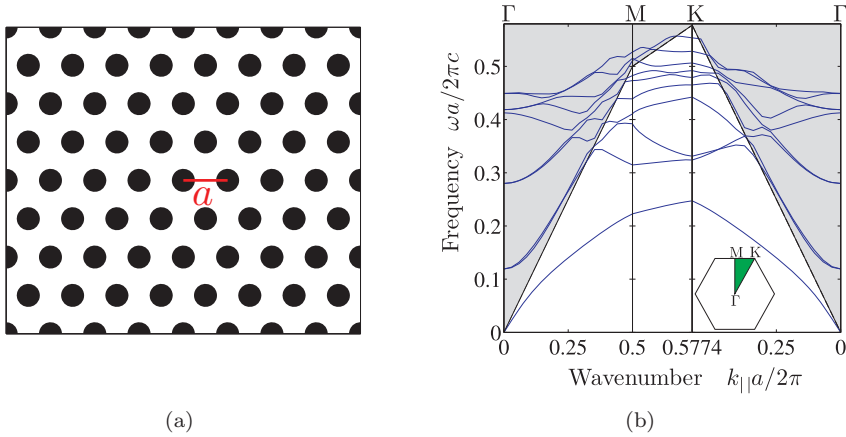 a
(a)
Γ M K Γ
Frequency ωa/2πc
0.5
0.4
0.3
0.2
0.1
0
M K
Γ
0 0.25 0.5 0.5774 0.25 0
Wavenumber k||a/2π
(b)